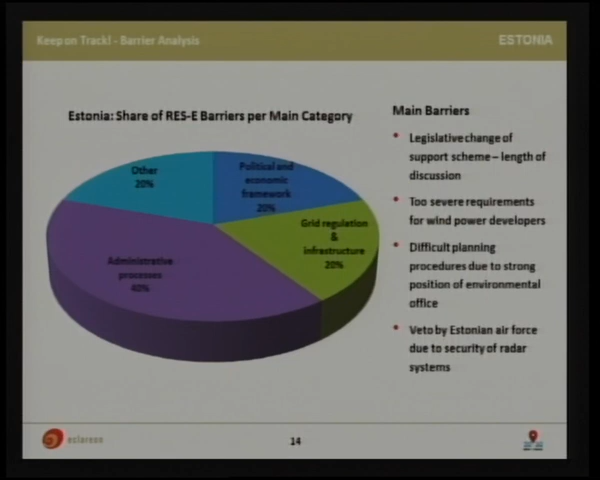 Keep on Track! - Barrier Analysis
ESTONIA
Estonia: Share of RES-E Barriers per Main Category
Other
20%
Political and
economic
framework
20%
Grid regulation
&
infrastructure
20%
Administrative
processes
40%
Main Barriers
• Legislative change of
support scheme – length of
discussion
• Too severe requirements
for wind power developers
• Difficult planning
procedures due to strong
position of environmental
office
• Veto by Estonian air force
due to security of radar
systems
eclareon
14